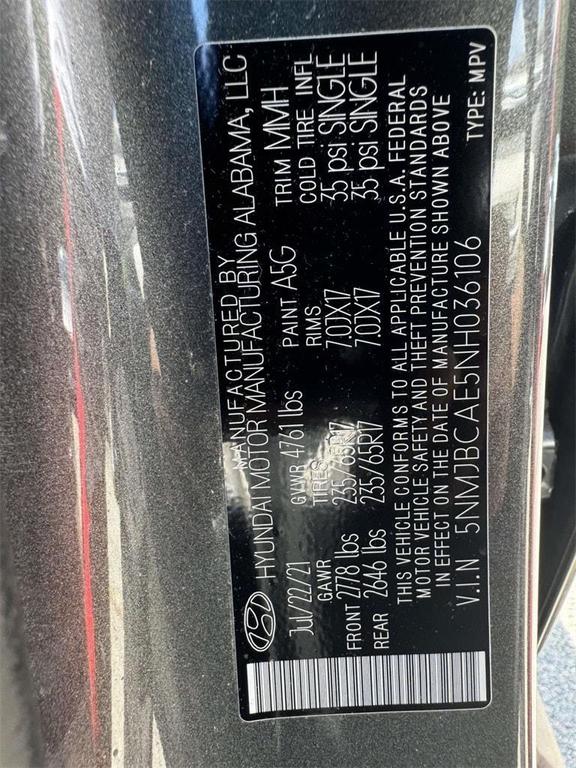 MANUFACTURED BY
HYUNDAI MOTOR MANUFACTURING ALABAMA, LLC
Jul/22/21 GVWR 4761 lbs PAINT A5G TRIM MMH
GAWR TIRES RIMS COLD TIRE INFL
FRONT 2778 lbs 235/65R17 7.0JX17 35 psi SINGLE
REAR 2646 lbs 235/65R17 7.0JX17 35 psi SINGLE
THIS VEHICLE CONFORMS TO ALL APPLICABLE U.S.A. FEDERAL
MOTOR VEHICLE SAFETY AND THEFT PREVENTION STANDARDS
IN EFFECT ON THE DATE OF MANUFACTURE SHOWN ABOVE
V.I.N 5NMJBCAE5NH036106 TYPE: MPV